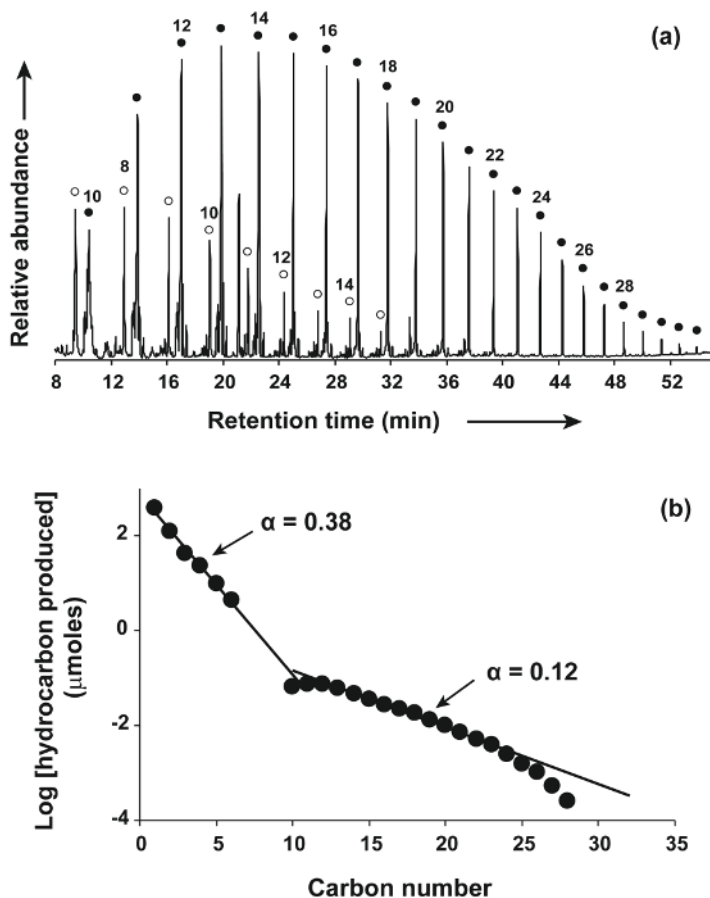 (a)
Relative abundance
12 14 16 18 20 22 24 26 28
8 10 10 12 14
8 12 16 20 24 28 32 36 40 44 48 52
Retention time (min)
(b)
Log [hydrocarbon produced]
(μmoles)
2
0
-2
-4
α = 0.38
α = 0.12
0 5 10 15 20 25 30 35
Carbon number